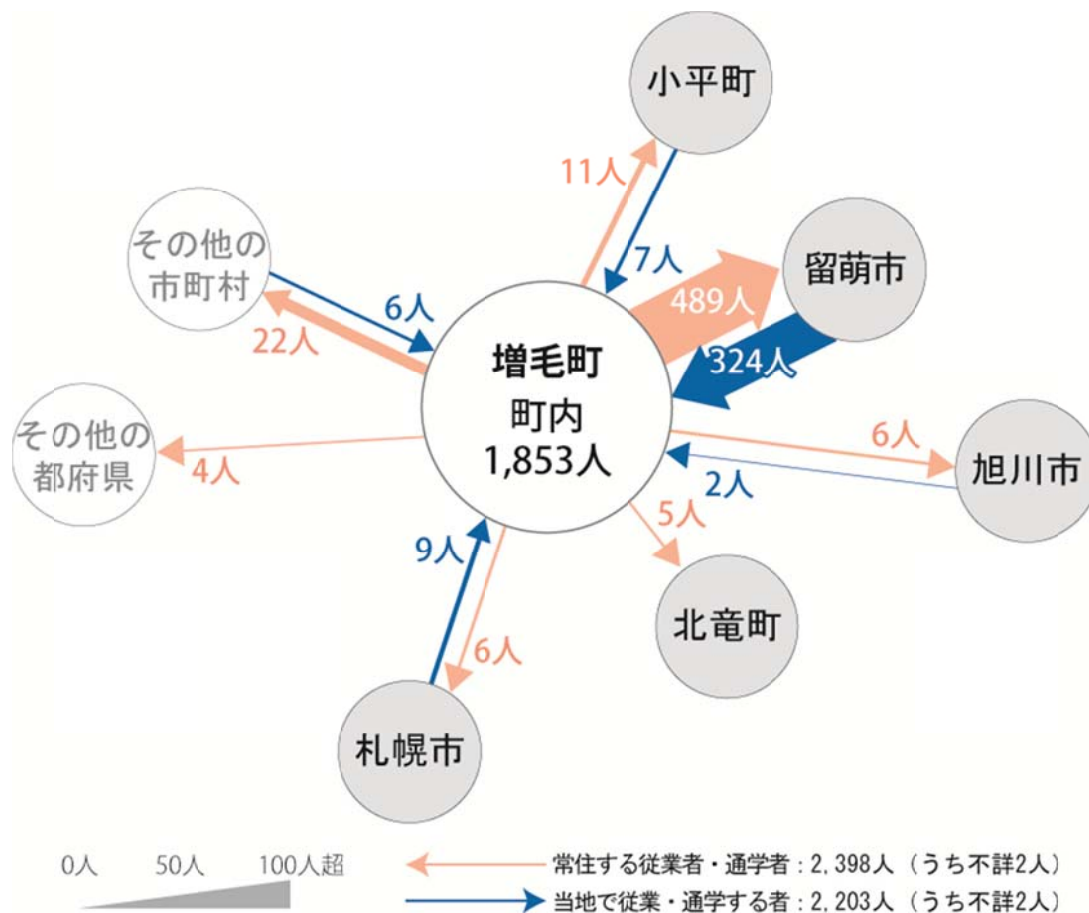 小平町
11人
7人
その他の
市町村
6人
22人
留萌市
489人
324人
増毛町
町内
1,853人
その他の
都府県
4人
6人
2人
旭川市
5人
北竜町
9人
6人
札幌市
0人 50人 100人超
常住する従業者・通学者：2,398人（うち不詳2人）
当地で従業・通学する者：2,203人（うち不詳2人）